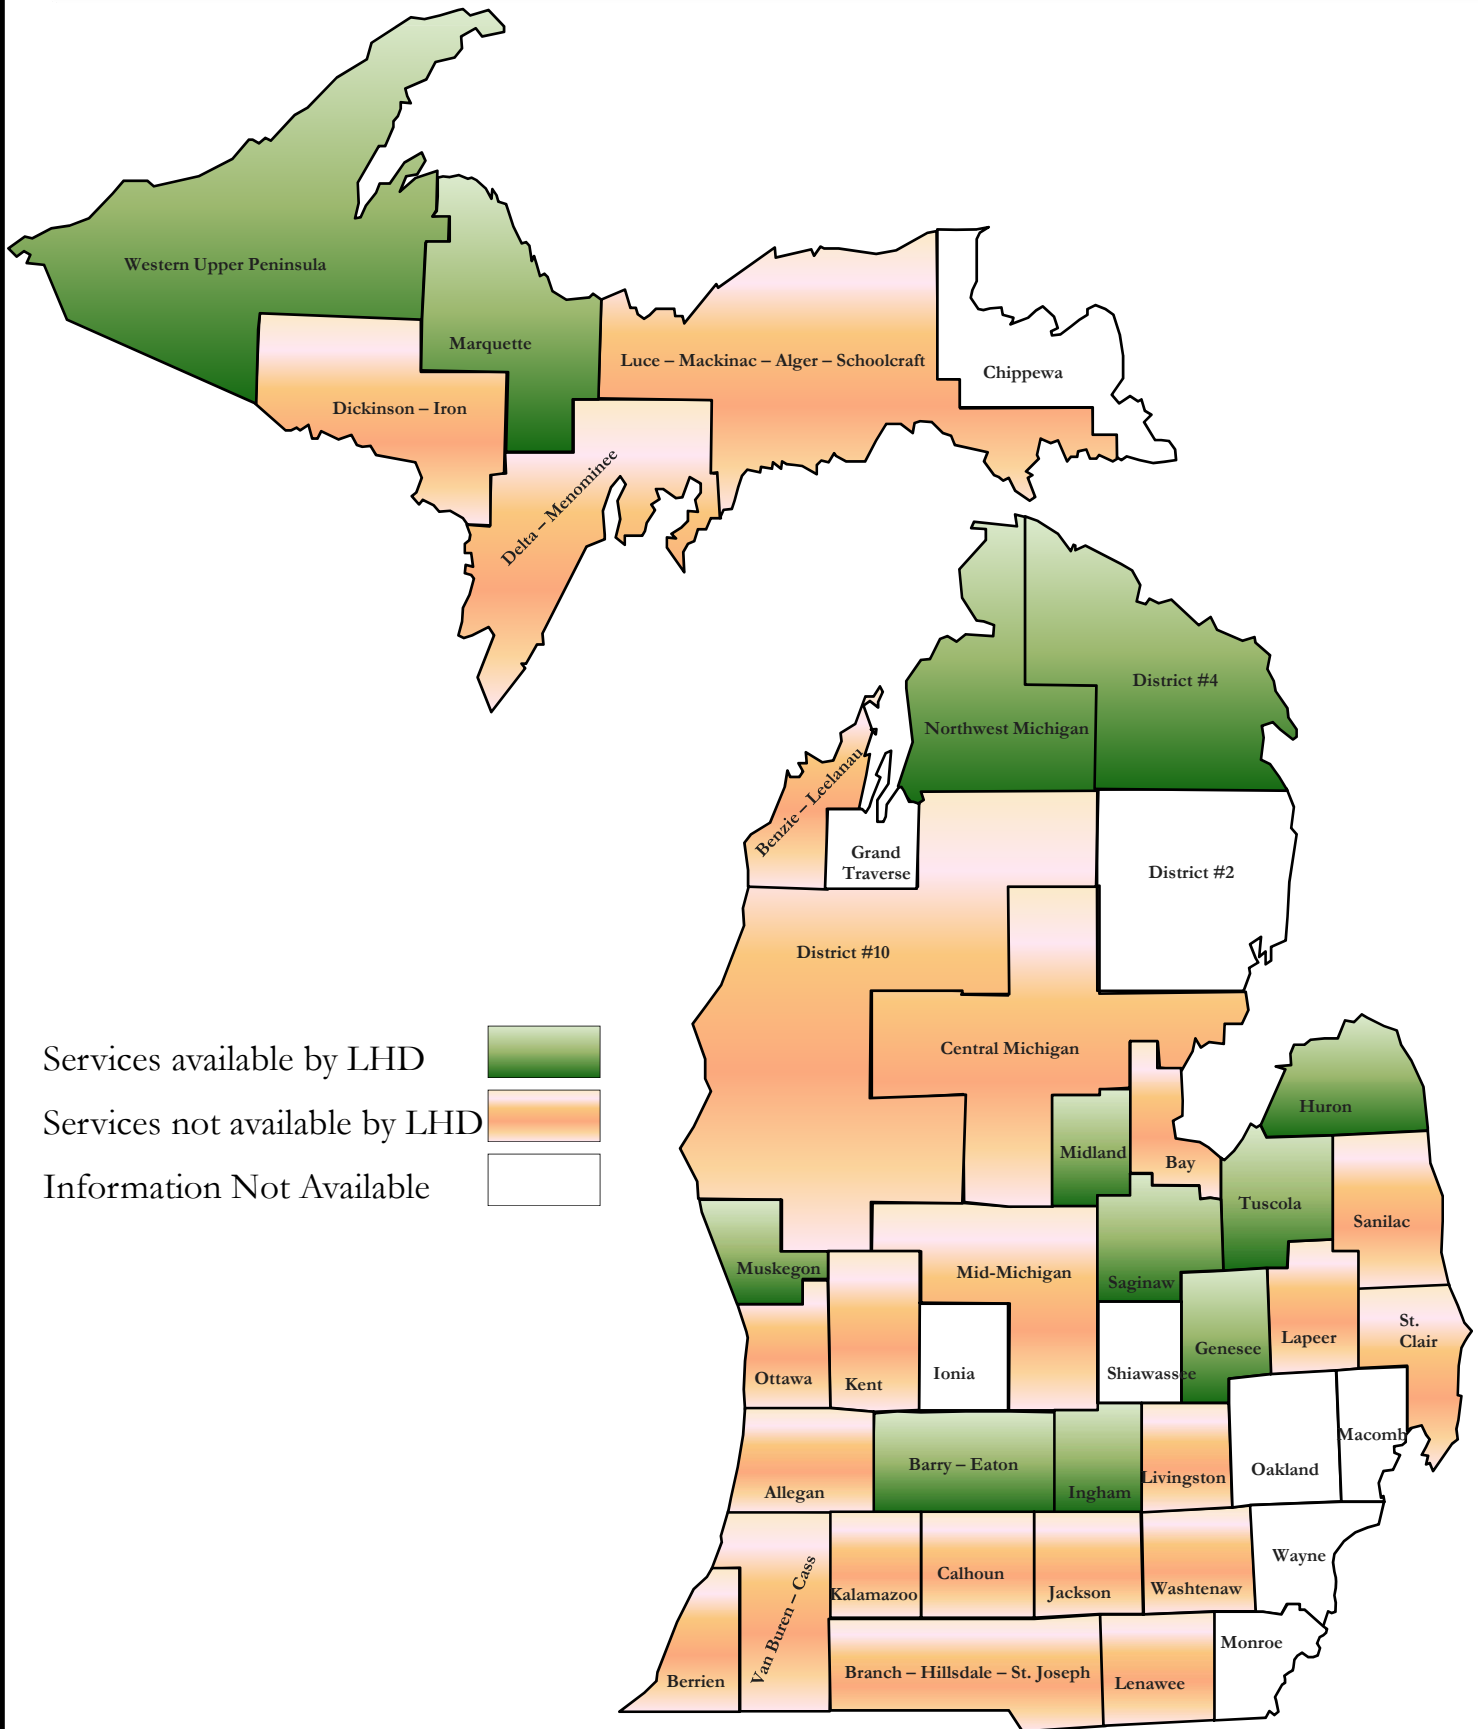 Western Upper Peninsula
Marquette
Dickinson – Iron
Luce – Mackinac – Alger – Schoolcraft
Chippewa
Delta – Menominee
District #4
Northwest Michigan
Benzie – Leelanau
Grand
Traverse
District #2
District #10
Central Michigan
Services available by LHD
Services not available by LHD
Information Not Available
Huron
Midland
Bay
Tuscola
Sanilac
Muskegon
Mid-Michigan
Saginaw
St.
Clair
Lapeer
Genesee
Ottawa
Kent
Ionia
Shiawassee
Macomb
Oakland
Barry – Eaton
Livingston
Allegan
Ingham
Wayne
Van Buren – Cass
Kalamazoo
Calhoun
Jackson
Washtenaw
Monroe
Berrien
Branch – Hillsdale – St. Joseph
Lenawee